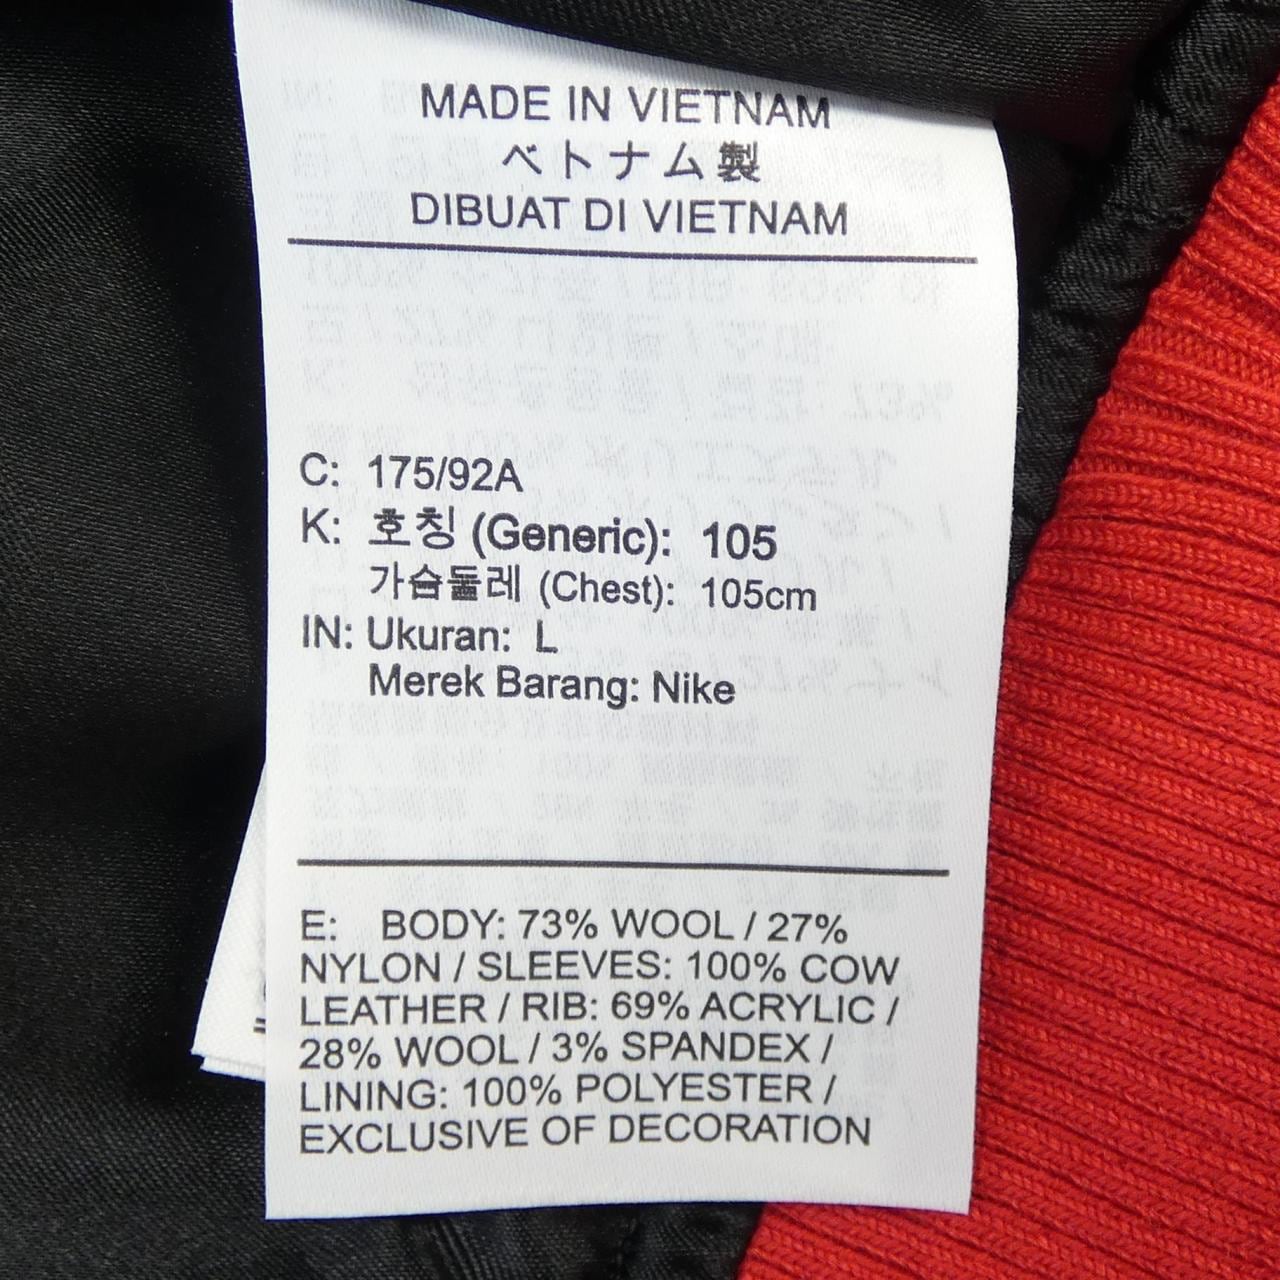 MADE IN VIETNAM
ベトナム製
DIBUAT DI VIETNAM
C: 175/92A
K: 호칭 (Generic): 105
가슴둘레 (Chest): 105cm
IN: Ukuran: L
Merek Barang: Nike
E: BODY: 73% WOOL / 27%
NYLON / SLEEVES: 100% COW
LEATHER / RIB: 69% ACRYLIC /
28% WOOL / 3% SPANDEX /
LINING: 100% POLYESTER /
EXCLUSIVE OF DECORATION